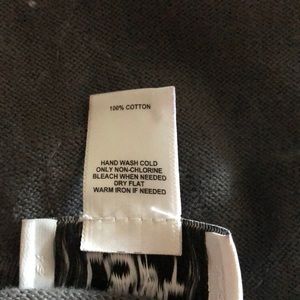 100% COTTON
HAND WASH COLD
ONLY NON-CHLORINE
BLEACH WHEN NEEDED
DRY FLAT
WARM IRON IF NEEDED